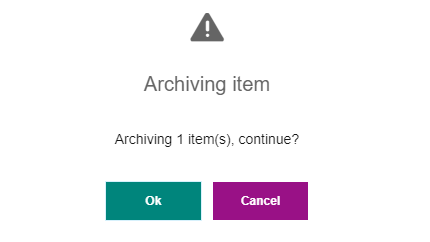 Archiving item
Archiving 1 item(s), continue?
Ok
Cancel